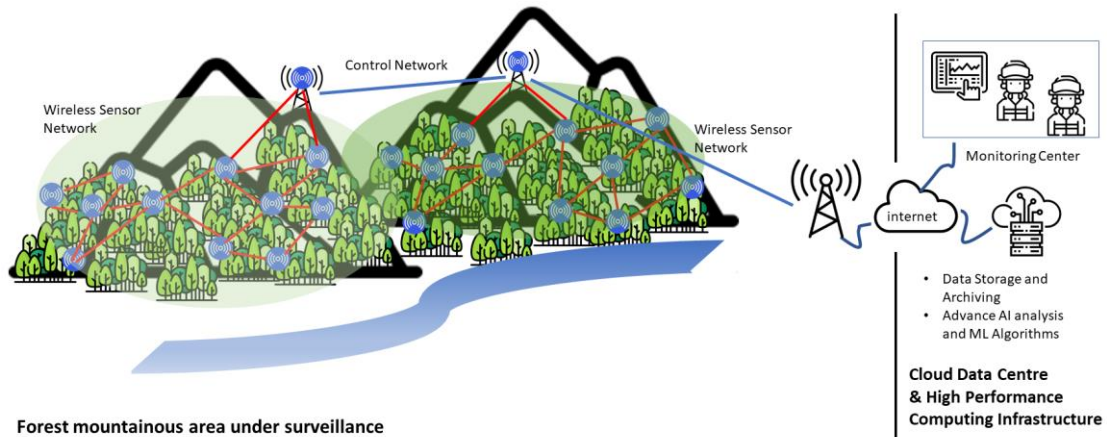 Control Network
Wireless Sensor
Network
Wireless Sensor
Network
Monitoring Center
internet
• Data Storage and
Archiving
• Advance AI analysis
and ML Algorithms
Cloud Data Centre
& High Performance
Computing Infrastructure
Forest mountainous area under surveillance